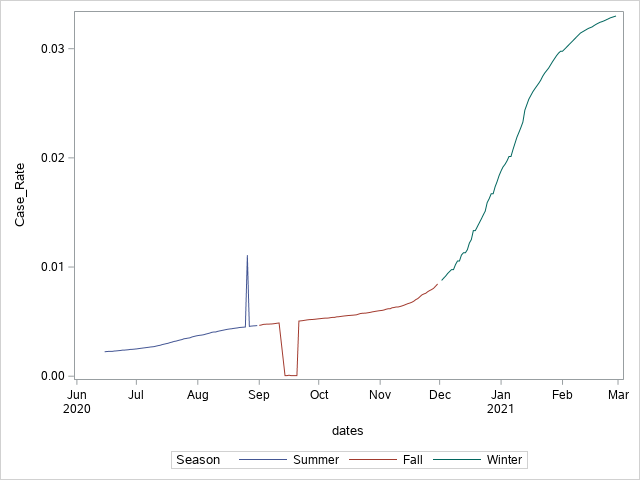 0.03
0.02
0.01
0.00
Case_Rate
Jun Jul Aug Sep Oct Nov Dec Jan Feb Mar
2020 2021
dates
Season Summer Fall Winter